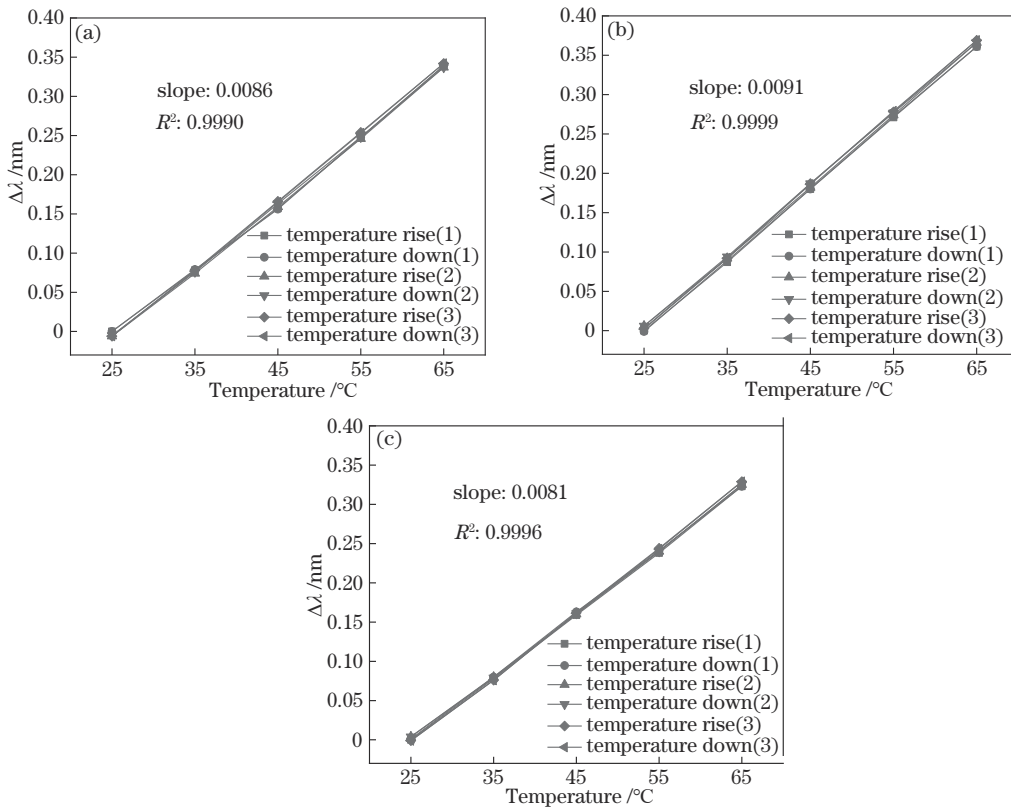 (a)
0.40
0.35
0.30
0.25
0.20
0.15
0.10
0.05
0
Δλ /nm
slope: 0.0086
R²: 0.9990
temperature rise(1)
temperature down(1)
temperature rise(2)
temperature down(2)
temperature rise(3)
temperature down(3)
25 35 45 55 65
Temperature /°C
(b)
0.40
0.35
0.30
0.25
0.20
0.15
0.10
0.05
0
Δλ /nm
slope: 0.0091
R²: 0.9999
temperature rise(1)
temperature down(1)
temperature rise(2)
temperature down(2)
temperature rise(3)
temperature down(3)
25 35 45 55 65
Temperature /°C
(c)
0.40
0.35
0.30
0.25
0.20
0.15
0.10
0.05
0
Δλ /nm
slope: 0.0081
R²: 0.9996
temperature rise(1)
temperature down(1)
temperature rise(2)
temperature down(2)
temperature rise(3)
temperature down(3)
25 35 45 55 65
Temperature /°C